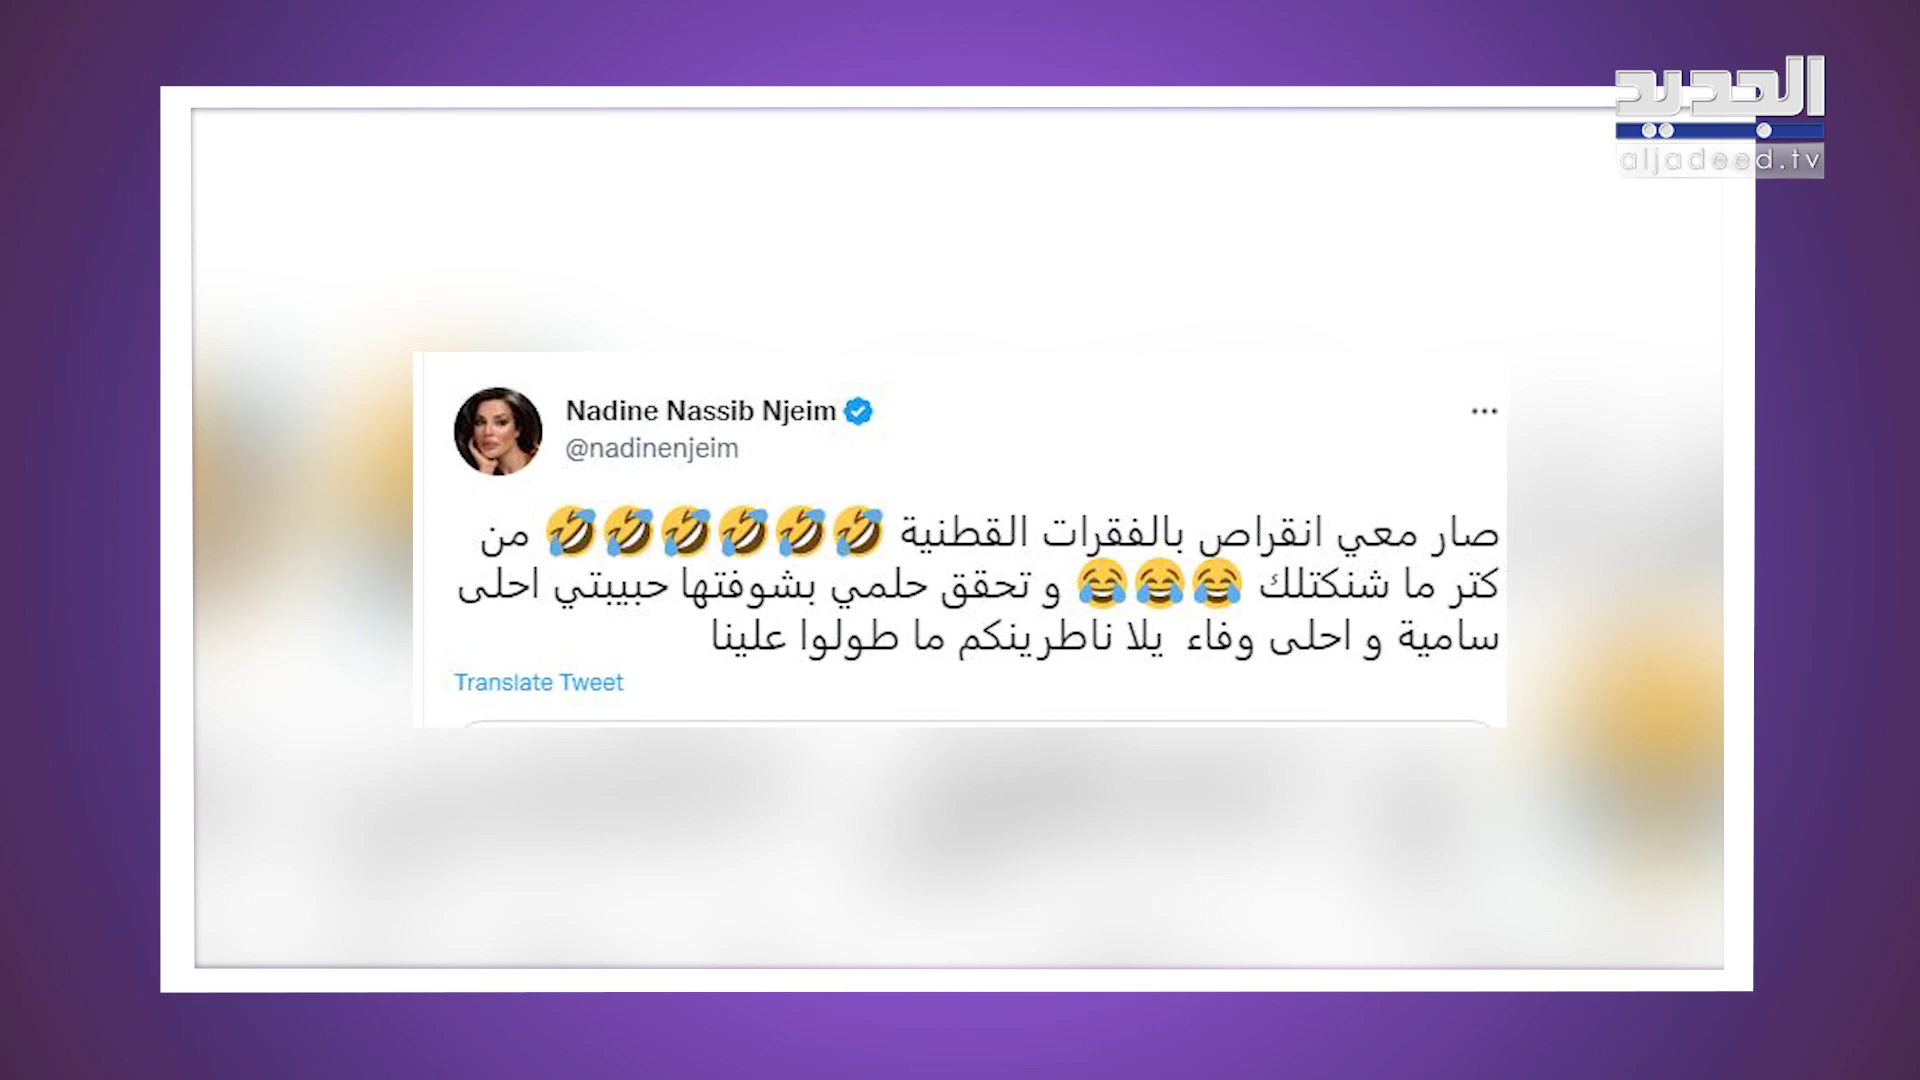 الجديد
aljadeed.tv
Nadine Nassib Njeim
@nadinenjeim
صار معي انقراص بالفقرات القطنية 🤣🤣🤣🤣🤣🤣 من
كتر ما شنكتلك 😂😂😂 و تحقق حلمي بشوفتها حبيبتي احلى
سامية و احلى وفاء يلا ناطرينكم ما طولوا علينا
Translate Tweet